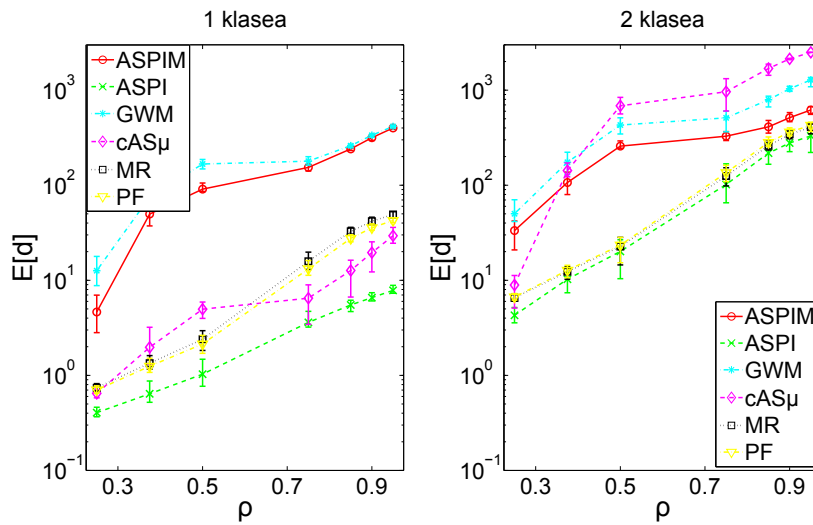 1 klasea
E[d]
10³
10²
10¹
10⁰
10⁻¹
ASPIM
ASPI
GWM
cASμ
MR
PF
0.3
0.5
0.7
0.9
ρ
2 klasea
E[d]
10³
10²
10¹
10⁰
10⁻¹
ASPIM
ASPI
GWM
cASμ
MR
PF
0.3
0.5
0.7
0.9
ρ